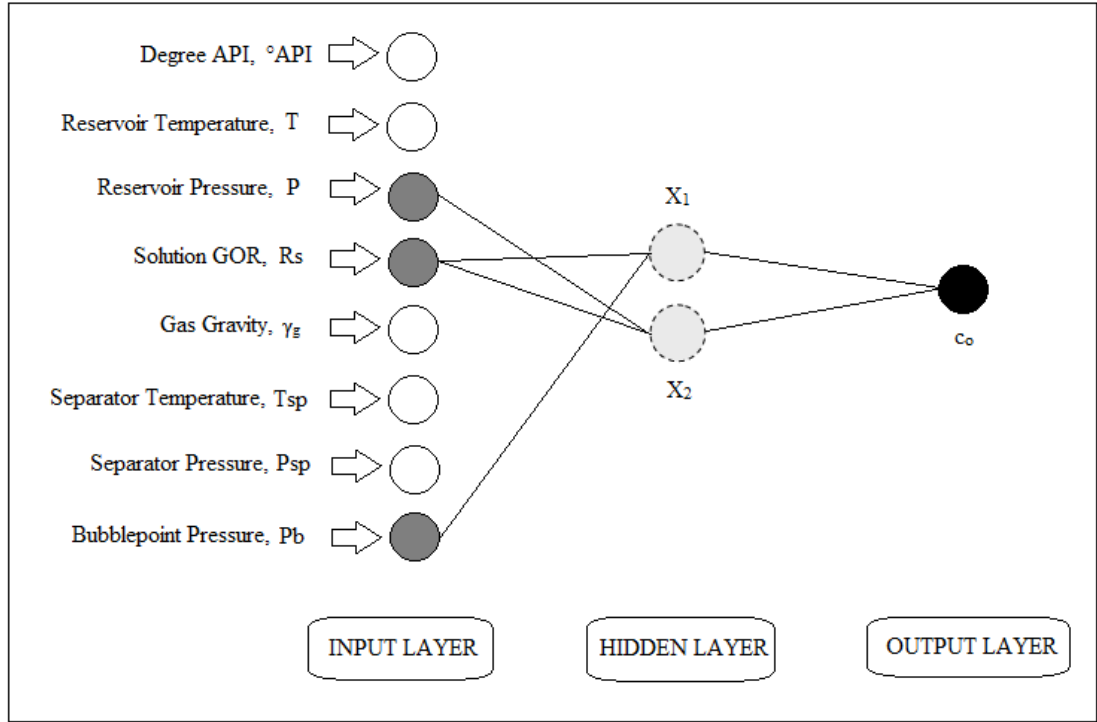 Degree API, °API
Reservoir Temperature, T
Reservoir Pressure, P
Solution GOR, Rs
Gas Gravity, γg
Separator Temperature, Tsp
Separator Pressure, Psp
Bubblepoint Pressure, Pb
X1
X2
co
INPUT LAYER
HIDDEN LAYER
OUTPUT LAYER